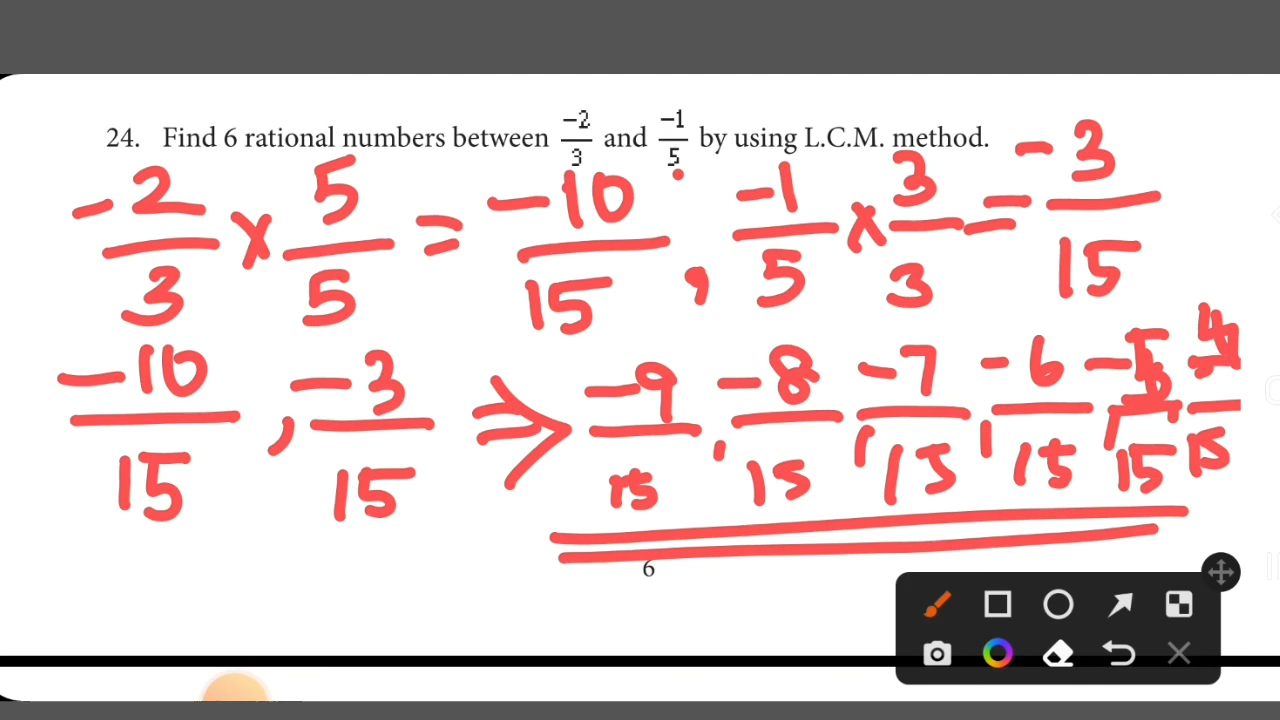 24. Find 6 rational numbers between -2/3 and -1/5 by using L.C.M. method.
-2/3 × 5/5 = -10/15 , -1/5 × 3/3 = -3/15
-10/15 , -3/15 ⇒ -9/15 , -8/15 , -7/15 , -6/15 , -5/15 , -4/15
6